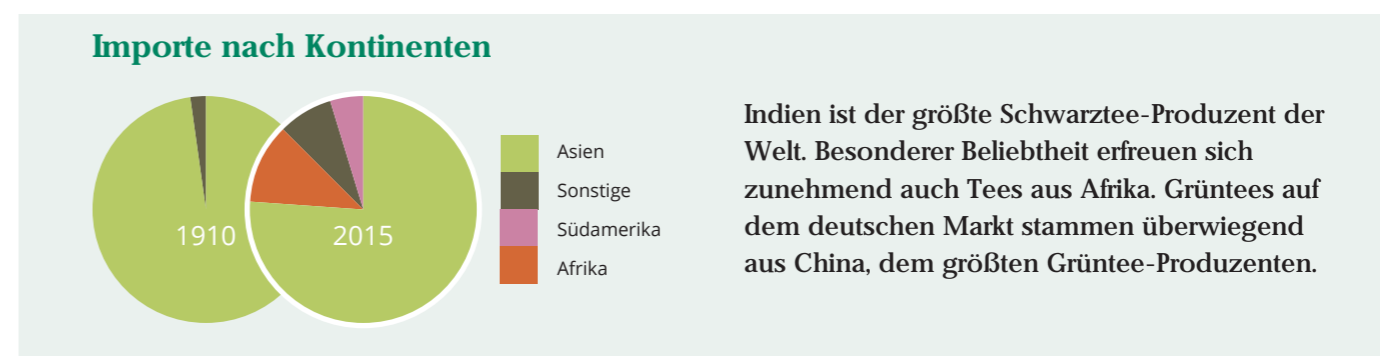 Importe nach Kontinenten
1910
2015
Asien
Sonstige
Südamerika
Afrika
Indien ist der größte Schwarztee-Produzent der
Welt. Besonderer Beliebtheit erfreuen sich
zunehmend auch Tees aus Afrika. Grüntees auf
dem deutschen Markt stammen überwiegend
aus China, dem größten Grüntee-Produzenten.